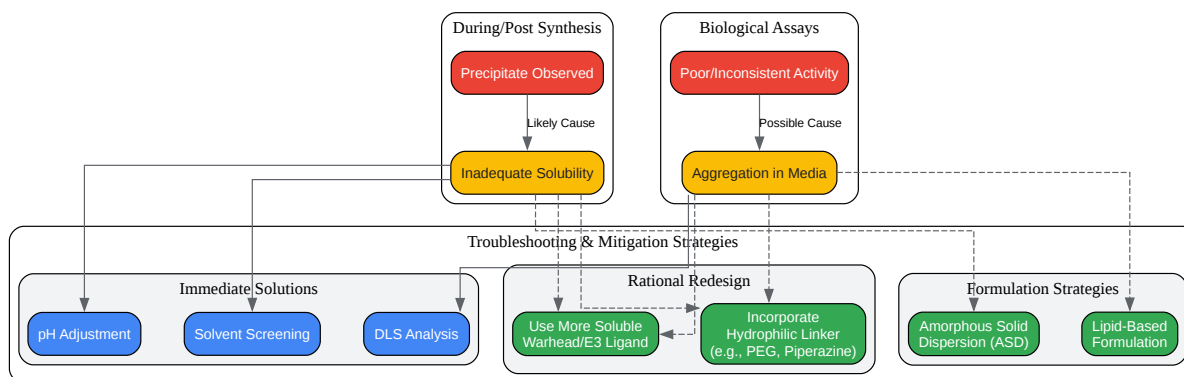 During/Post Synthesis
Biological Assays
Precipitate Observed
Poor/Inconsistent Activity
Likely Cause
Possible Cause
Inadequate Solubility
Aggregation in Media
Troubleshooting & Mitigation Strategies
Immediate Solutions
Rational Redesign
Formulation Strategies
pH Adjustment
Solvent Screening
DLS Analysis
Use More Soluble
Warhead/E3 Ligand
Incorporate
Hydrophilic Linker
(e.g., PEG, Piperazine)
Amorphous Solid
Dispersion (ASD)
Lipid-Based
Formulation